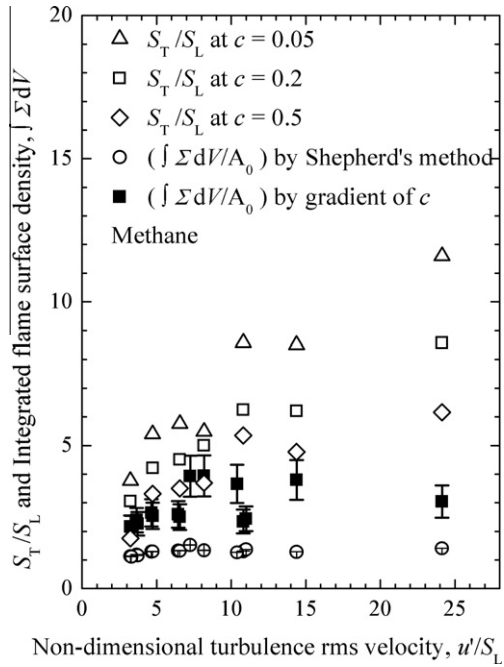 S_T/S_L and Integrated flame surface density, ∫ΣdV
20
15
10
5
0
△ S_T/S_L at c = 0.05
□ S_T/S_L at c = 0.2
◇ S_T/S_L at c = 0.5
○ (∫ΣdV/A_0) by Shepherd's method
■ (∫ΣdV/A_0) by gradient of c
Methane
0 5 10 15 20 25
Non-dimensional turbulence rms velocity, u'/S_L